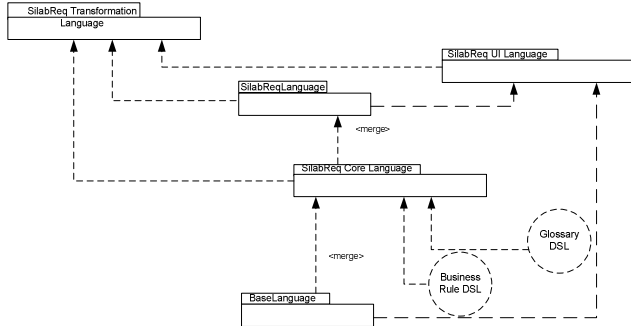 SilabReq Transformation
Language
SilabReq UI Language
SilabReqLanguage
<merge>
SilabReq Core Language
Glossary
DSL
<merge>
Business
Rule DSL
BaseLanguage